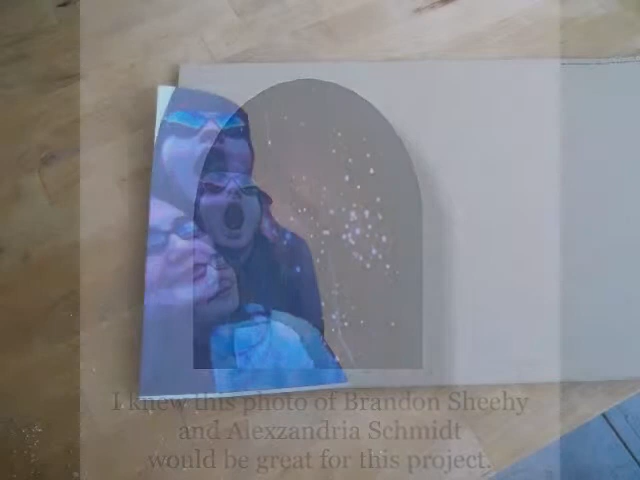 I knew this photo of Brandon Sheehy
and Alexzandria Schmidt
would be great for this project.